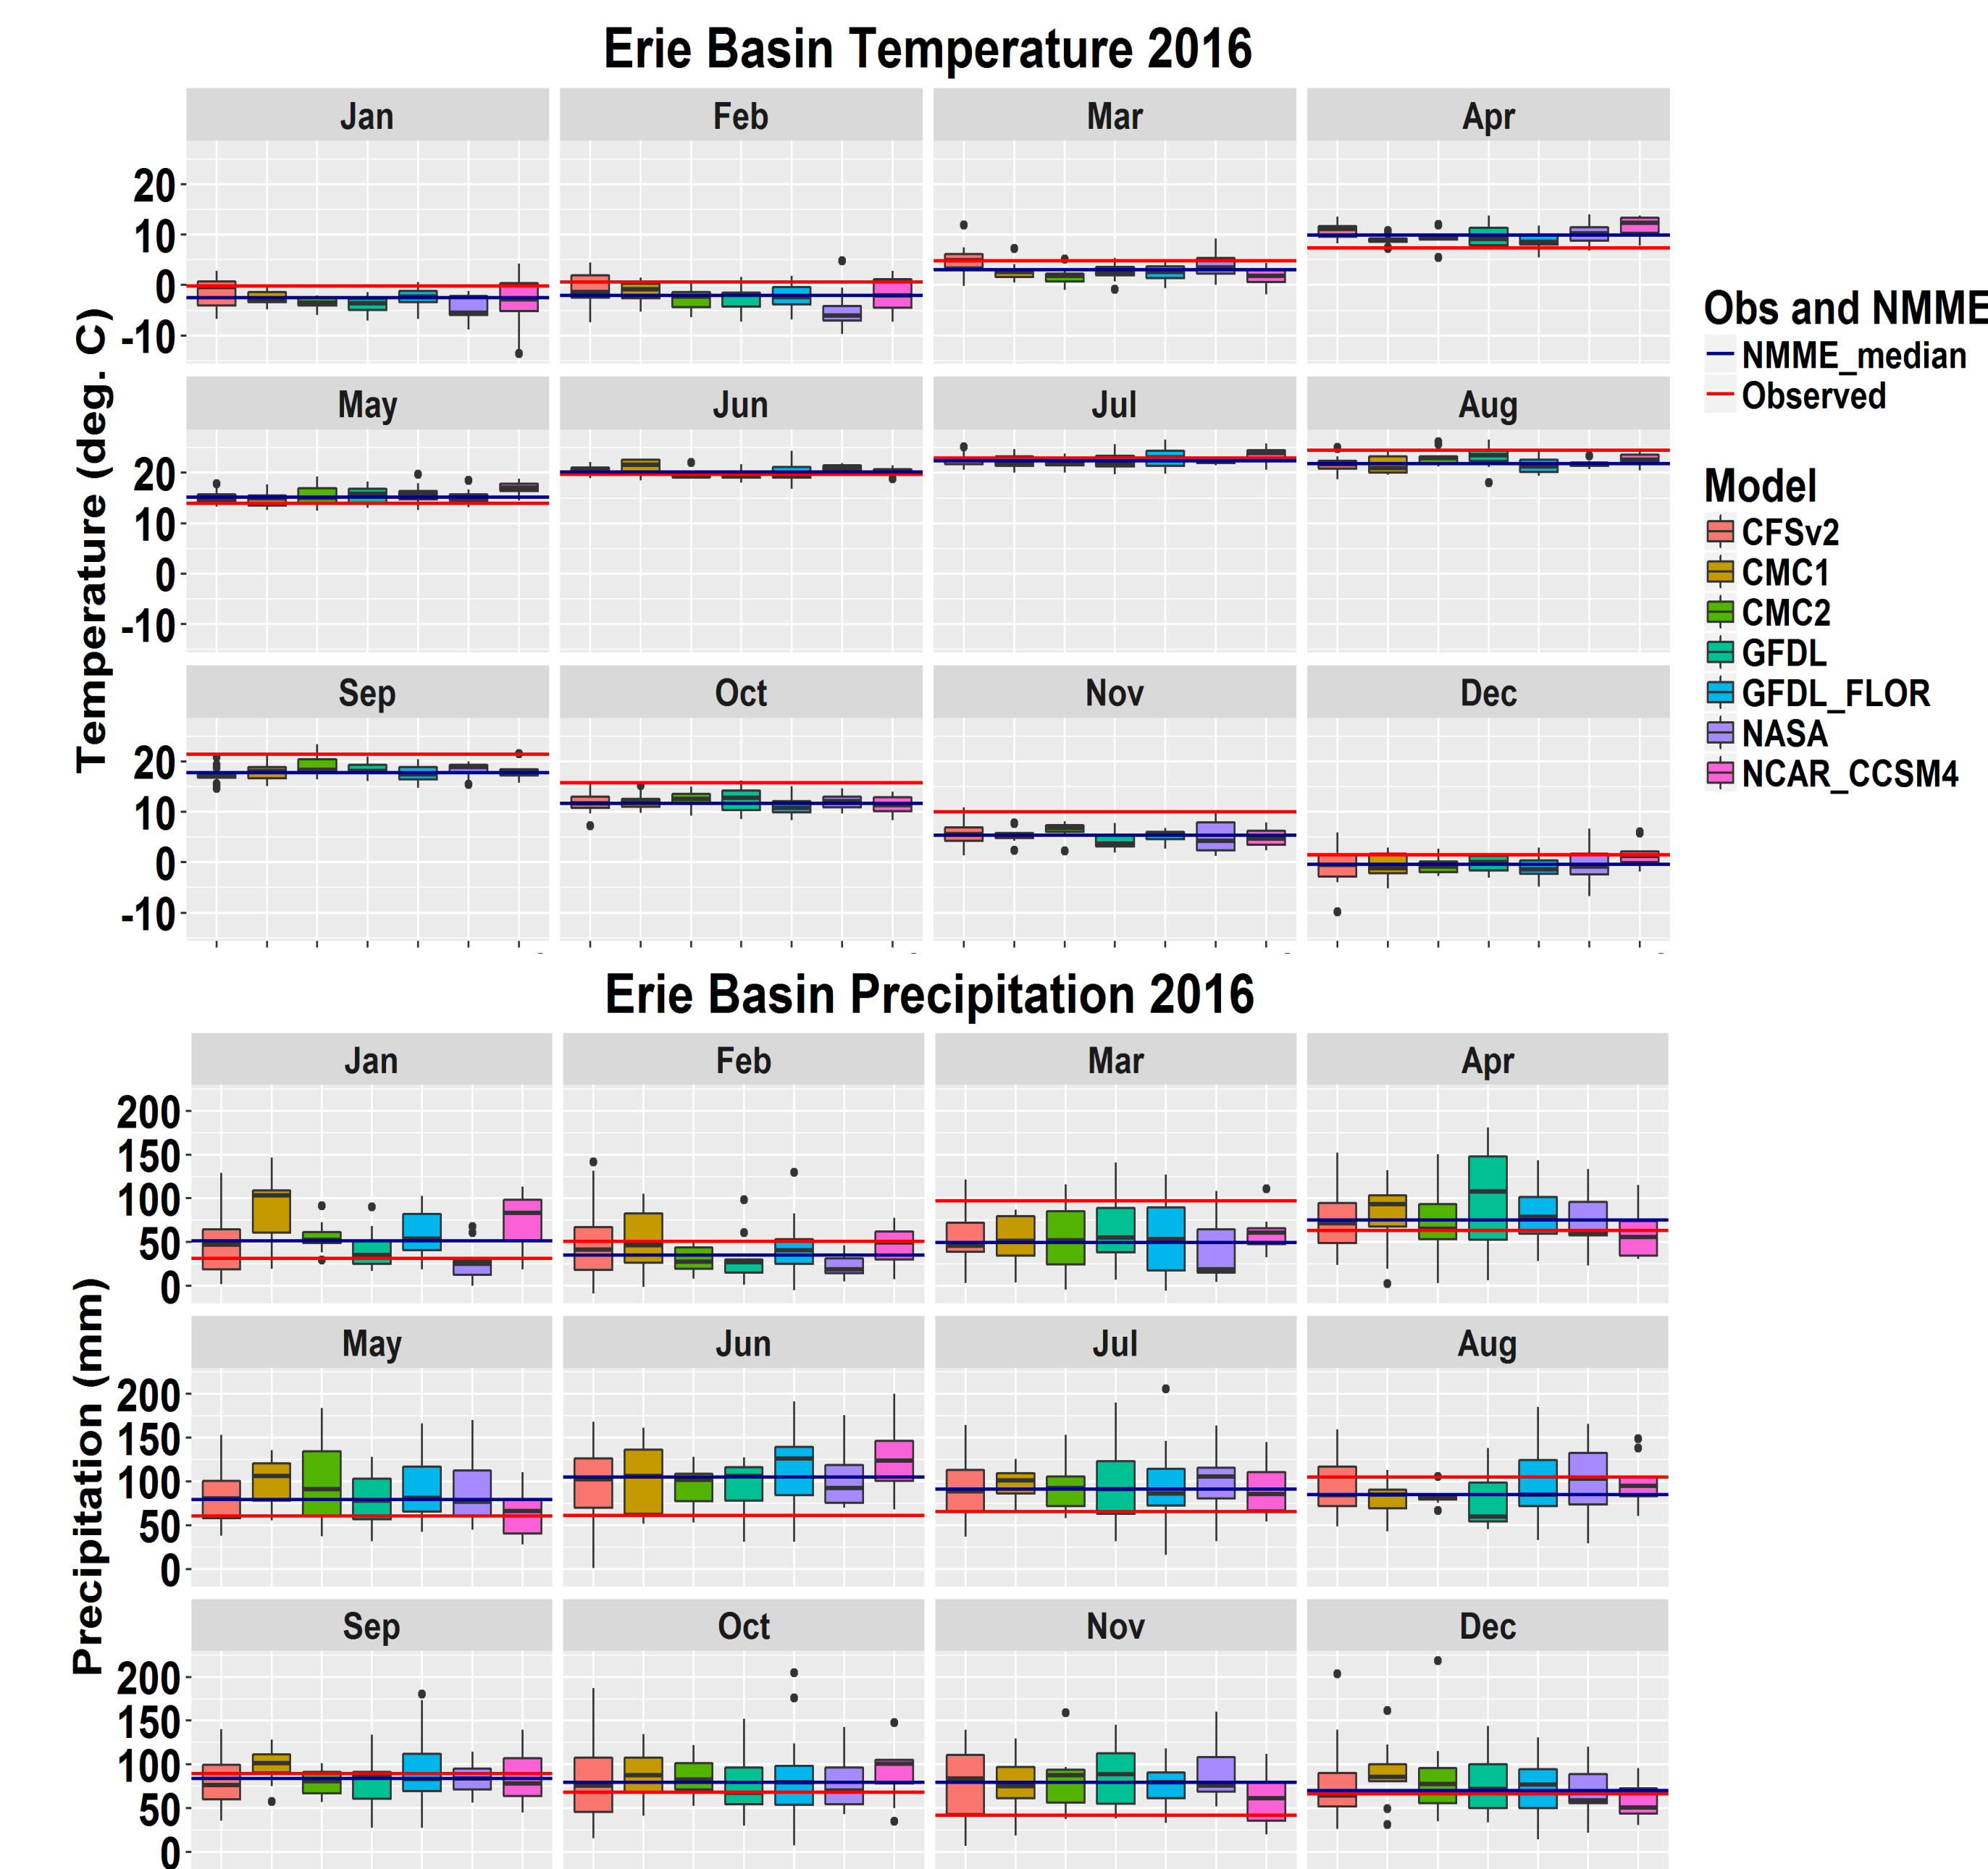 Erie Basin Temperature 2016
Jan Feb Mar Apr
20
10
0
-10
May Jun Jul Aug
20
10
0
-10
Sep Oct Nov Dec
20
10
0
-10
Temperature (deg. C)
Obs and NMME
NMME_median
Observed
Model
CFSv2
CMC1
CMC2
GFDL
GFDL_FLOR
NASA
NCAR_CCSM4
Erie Basin Precipitation 2016
Jan Feb Mar Apr
200
150
100
50
0
May Jun Jul Aug
200
150
100
50
0
Sep Oct Nov Dec
200
150
100
50
0
Precipitation (mm)